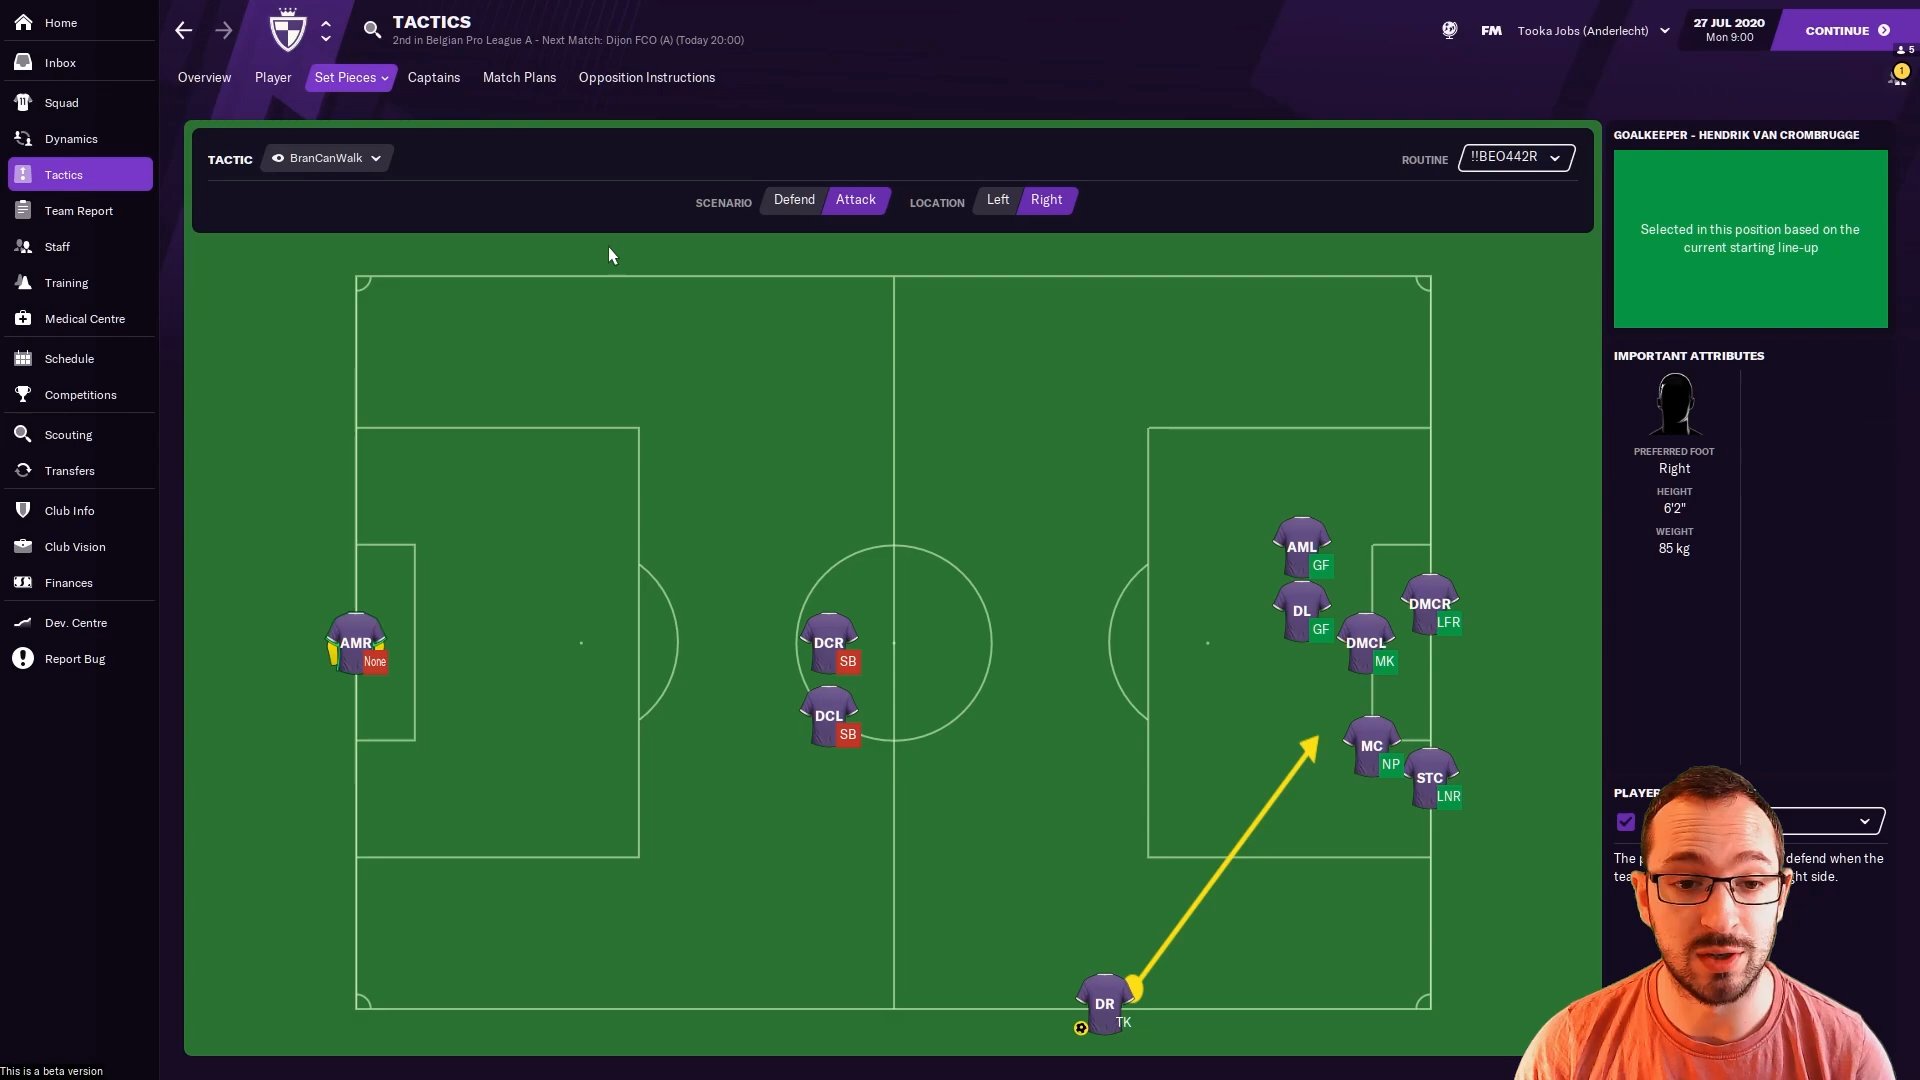 Home
Inbox
Squad
Dynamics
Tactics
Team Report
Staff
Training
Medical Centre
Schedule
Competitions
Scouting
Transfers
Club Info
Club Vision
Finances
Dev. Centre
Report Bug
This is a beta version
TACTICS
2nd in Belgian Pro League A - Next Match: Dijon FCO (A) (Today 20:00)
FM
Tooka Jobs (Anderlecht)
27 JUL 2020
Mon 9:00
CONTINUE
5
1
Overview
Player
Set Pieces
Captains
Match Plans
Opposition Instructions
TACTIC
BranCanWalk
ROUTINE
!!BEO442R
SCENARIO
Defend
Attack
LOCATION
Left
Right
AML
GF
DL
GF
DMCR
LFR
AMR
None
DCR
SB
DMCL
MK
DCL
SB
MC
NP
STC
LNR
DR
TK
GOALKEEPER - HENDRIK VAN CROMBRUGGE
Selected in this position based on the
current starting line-up
IMPORTANT ATTRIBUTES
PREFERRED FOOT
Right
HEIGHT
6'2"
WEIGHT
85 kg
The
defend when the